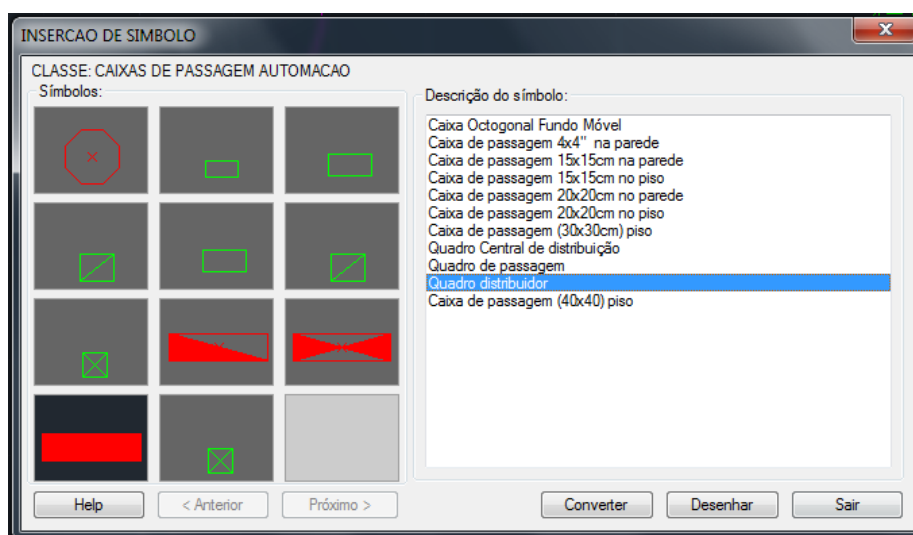 INSERCAO DE SIMBOLO
x
CLASSE: CAIXAS DE PASSAGEM AUTOMACAO
Símbolos:
Descrição do símbolo:
Caixa Octogonal Fundo Móvel
Caixa de passagem 4x4" na parede
Caixa de passagem 15x15cm na parede
Caixa de passagem 15x15cm no piso
Caixa de passagem 20x20cm no parede
Caixa de passagem 20x20cm no piso
Caixa de passagem (30x30cm) piso
Quadro Central de distribuição
Quadro de passagem
Quadro distribuidor
Caixa de passagem (40x40) piso
Help
< Anterior
Próximo >
Converter
Desenhar
Sair